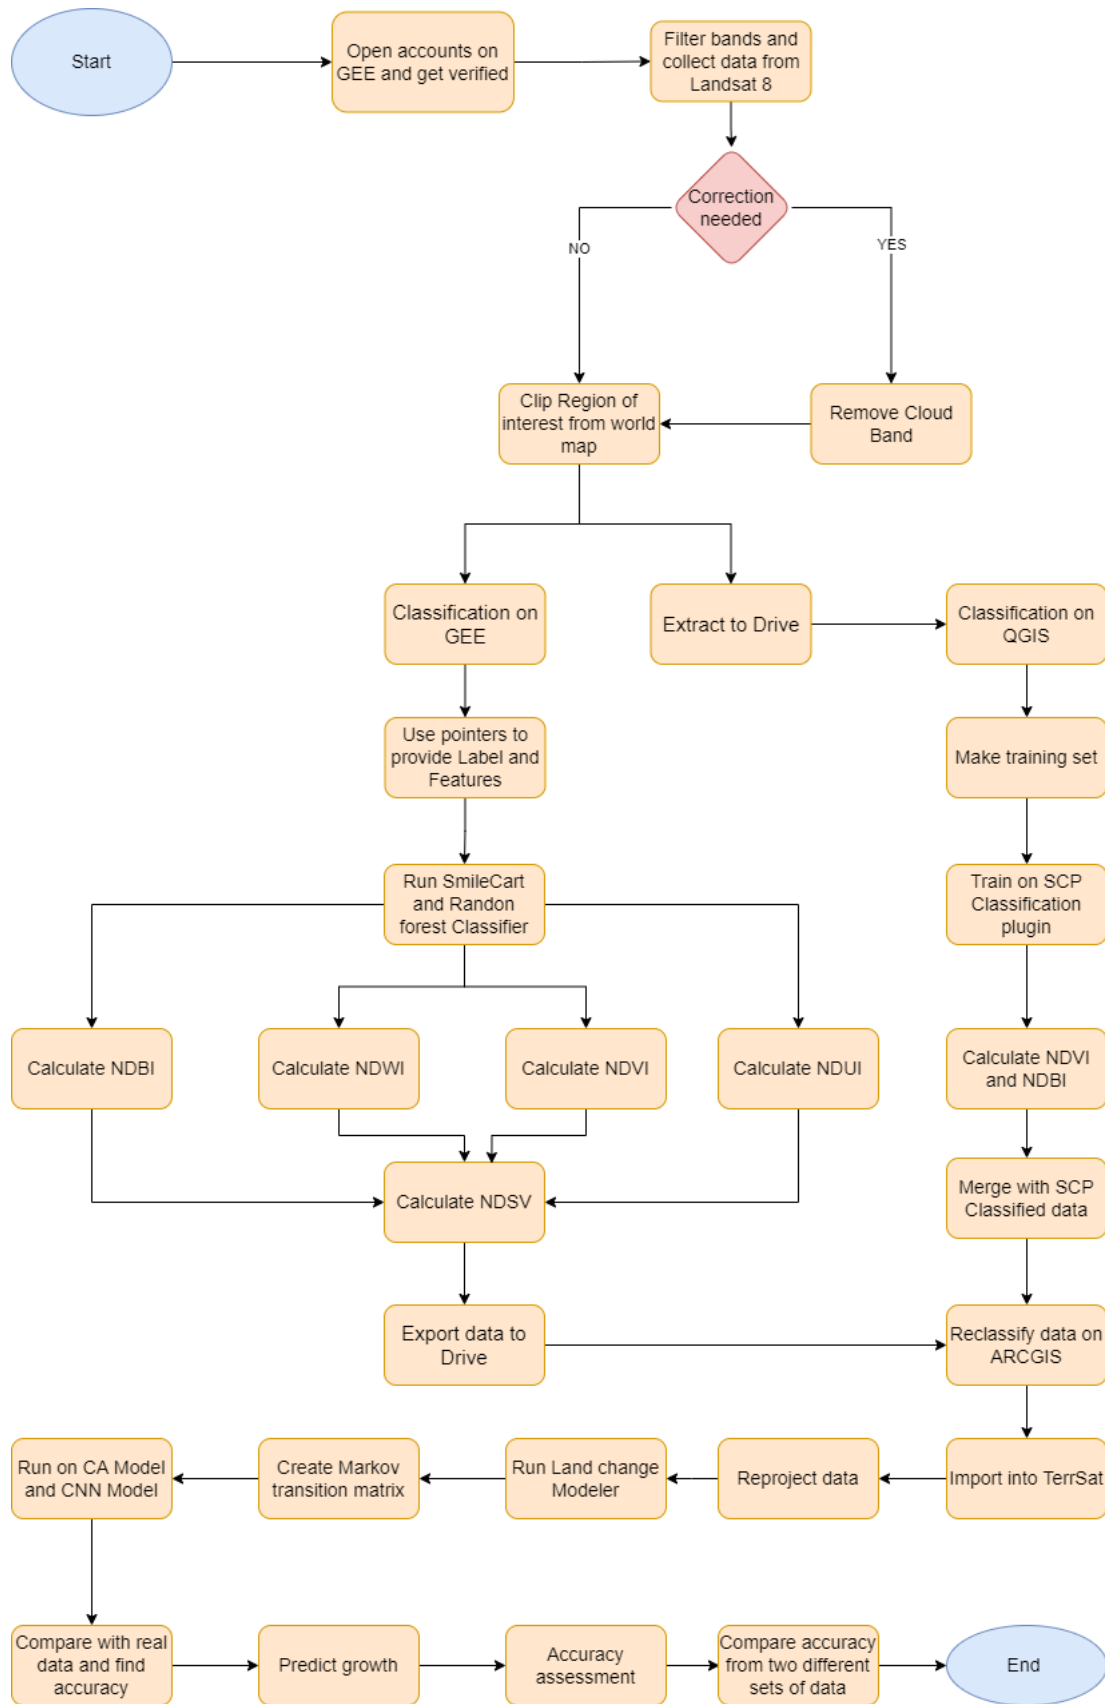 Start
Open accounts on
GEE and get verified
Filter bands and
collect data from
Landsat 8
Correction
needed
NO
YES
Clip Region of
interest from world
map
Remove Cloud
Band
Classification on
GEE
Extract to Drive
Classification on
QGIS
Use pointers to
provide Label and
Features
Make training set
Run SmileCart
and Randon
forest Classifier
Train on SCP
Classification
plugin
Calculate NDBI
Calculate NDWI
Calculate NDVI
Calculate NDUI
Calculate NDVI
and NDBI
Calculate NDSV
Merge with SCP
Classified data
Export data to
Drive
Reclassify data on
ARCGIS
Run on CA Model
and CNN Model
Create Markov
transition matrix
Run Land change
Modeler
Reproject data
Import into TerrSat
Compare with real
data and find
accuracy
Predict growth
Accuracy
assessment
Compare accuracy
from two different
sets of data
End